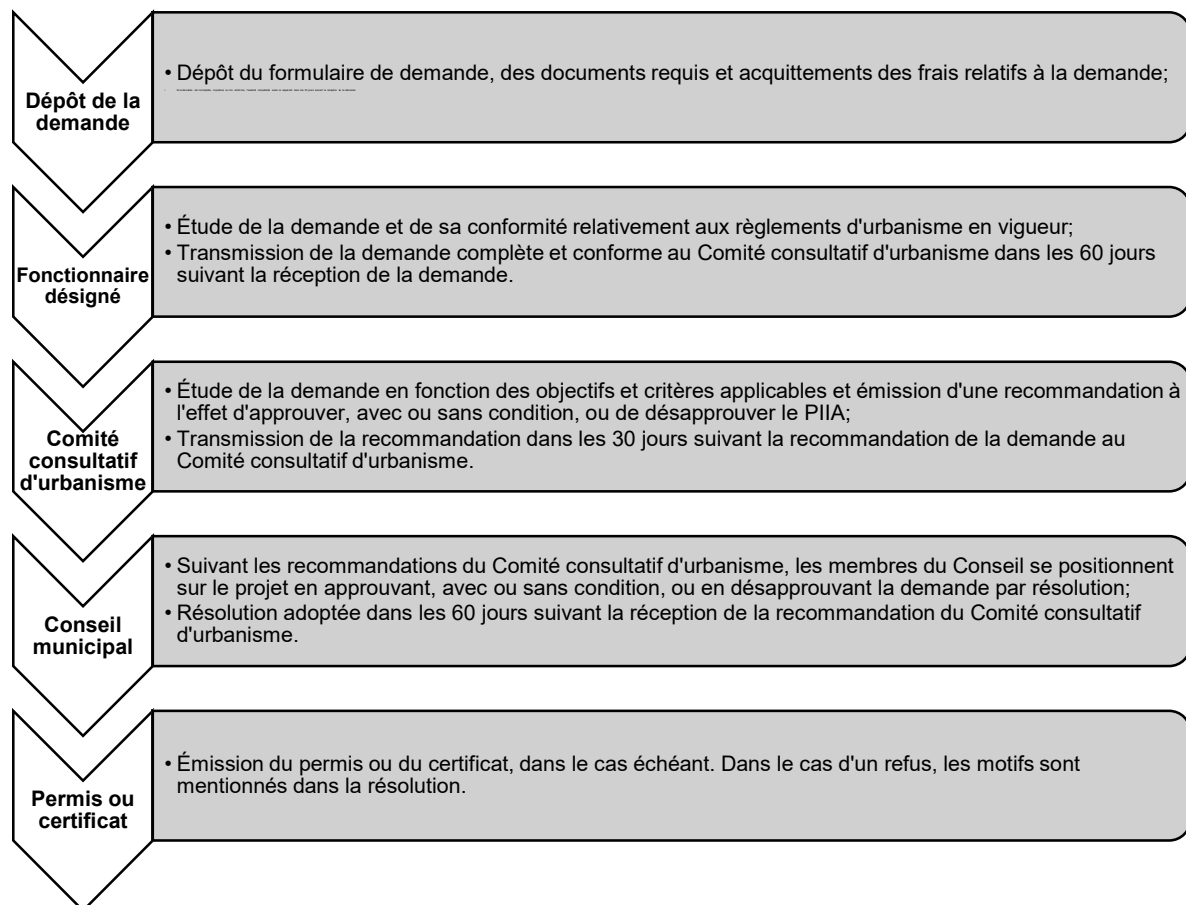 Dépôt de la
demande
• Dépôt du formulaire de demande, des documents requis et acquittements des frais relatifs à la demande;
Fonctionnaire
désigné
• Étude de la demande et de sa conformité relativement aux règlements d'urbanisme en vigueur;
• Transmission de la demande complète et conforme au Comité consultatif d'urbanisme dans les 60 jours
suivant la réception de la demande.
Comité
consultatif
d'urbanisme
• Étude de la demande en fonction des objectifs et critères applicables et émission d'une recommandation à
l'effet d'approuver, avec ou sans condition, ou de désapprouver le PIIA;
• Transmission de la recommandation dans les 30 jours suivant la recommandation de la demande au
Comité consultatif d'urbanisme.
Conseil
municipal
• Suivant les recommandations du Comité consultatif d'urbanisme, les membres du Conseil se positionnent
sur le projet en approuvant, avec ou sans condition, ou en désapprouvant la demande par résolution;
• Résolution adoptée dans les 60 jours suivant la réception de la recommandation du Comité consultatif
d'urbanisme.
Permis ou
certificat
• Émission du permis ou du certificat, dans le cas échéant. Dans le cas d'un refus, les motifs sont
mentionnés dans la résolution.